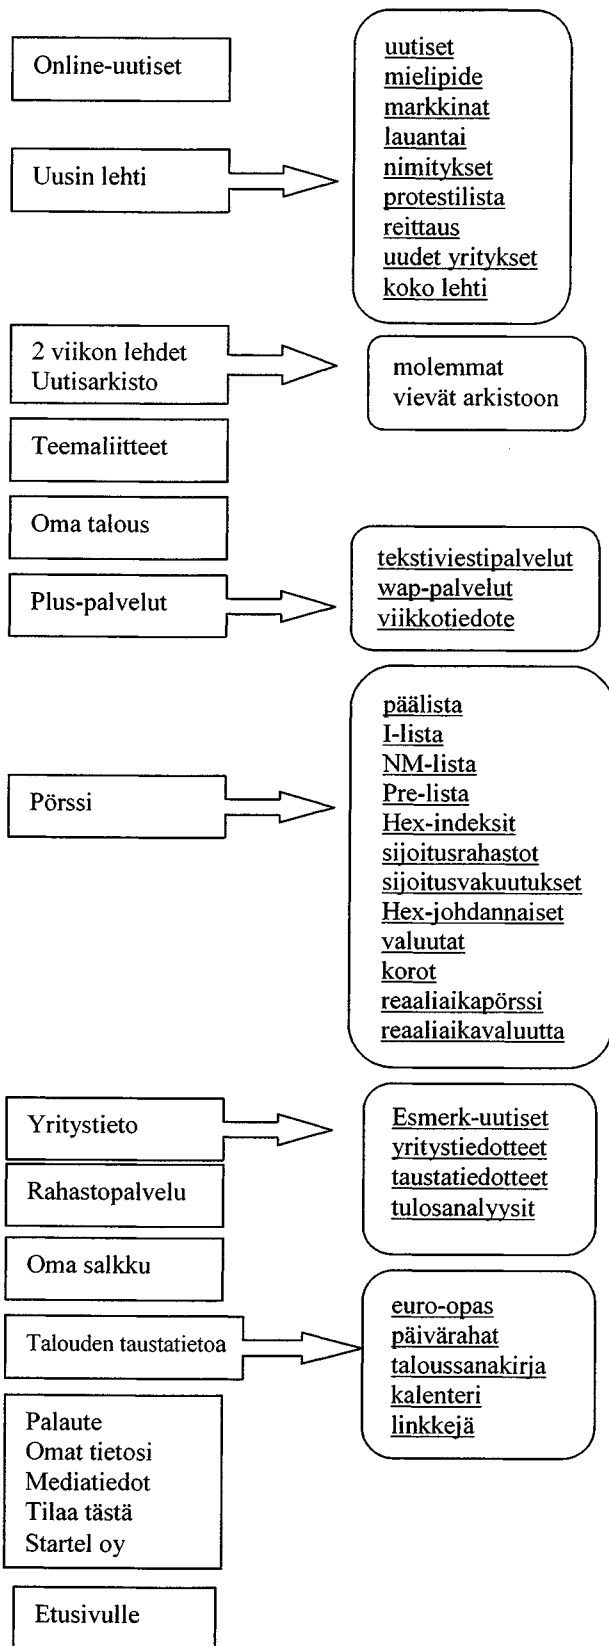 Online-uutiset
uutiset
mielipide
markkinat
lauantai
nimitykset
protestilista
reittaus
uudet yritykset
koko lehti
Uusin lehti
2 viikon lehdet
Uutisarkisto
molemmat
vievät arkistoon
Teemaliitteet
Oma talous
Plus-palvelut
tekstiviestipalvelut
wap-palvelut
viikkotiedote
Pörssi
päälista
I-lista
NM-lista
Pre-lista
Hex-indeksit
sijoitusrahastot
sijoitusvakuutukset
Hex-johdannaiset
valuutat
korot
reaaliaikapörssi
reaaliaikavaluutta
Yritystieto
Esmerk-uutiset
yritystiedotteet
taustatiedotteet
tulosanalyysit
Rahastopalvelu
Oma salkku
Talouden taustatietoa
euro-opas
päivärahat
taloussanakirja
kalenteri
linkkejä
Palaute
Omat tietosi
Mediatiedot
Tilaa tästä
Startel oy
Etusivulle